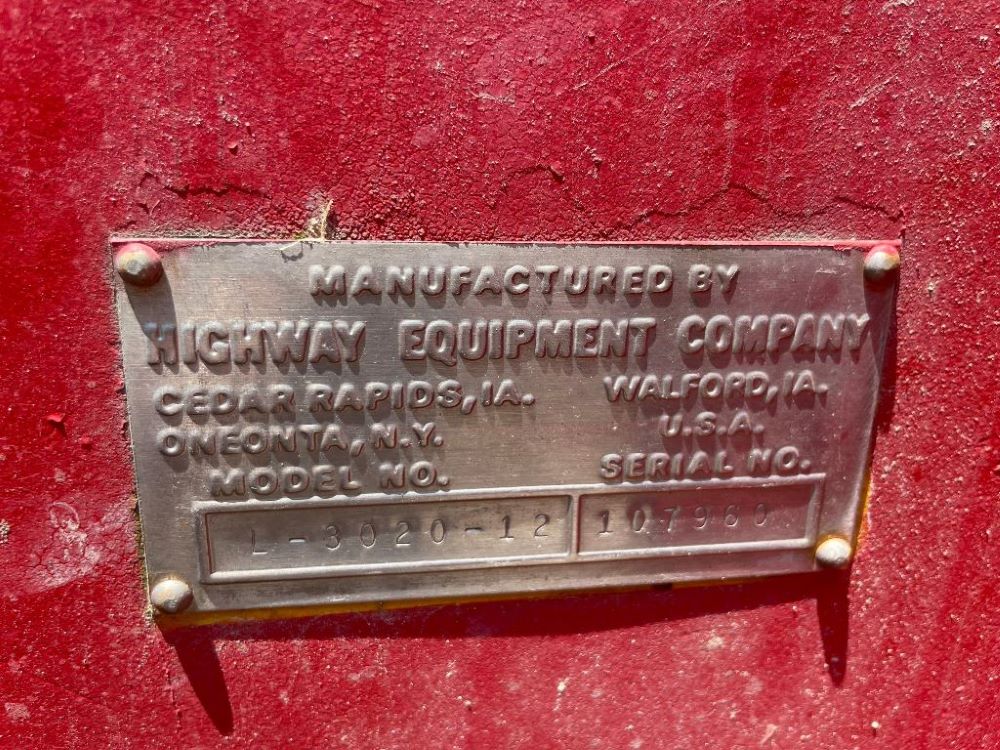 MANUFACTURED BY
HIGHWAY EQUIPMENT COMPANY
CEDAR RAPIDS, IA. WALFORD, IA.
ONEONTA, N.Y. U.S.A.
MODEL NO. SERIAL NO.
L-3020-12 107960